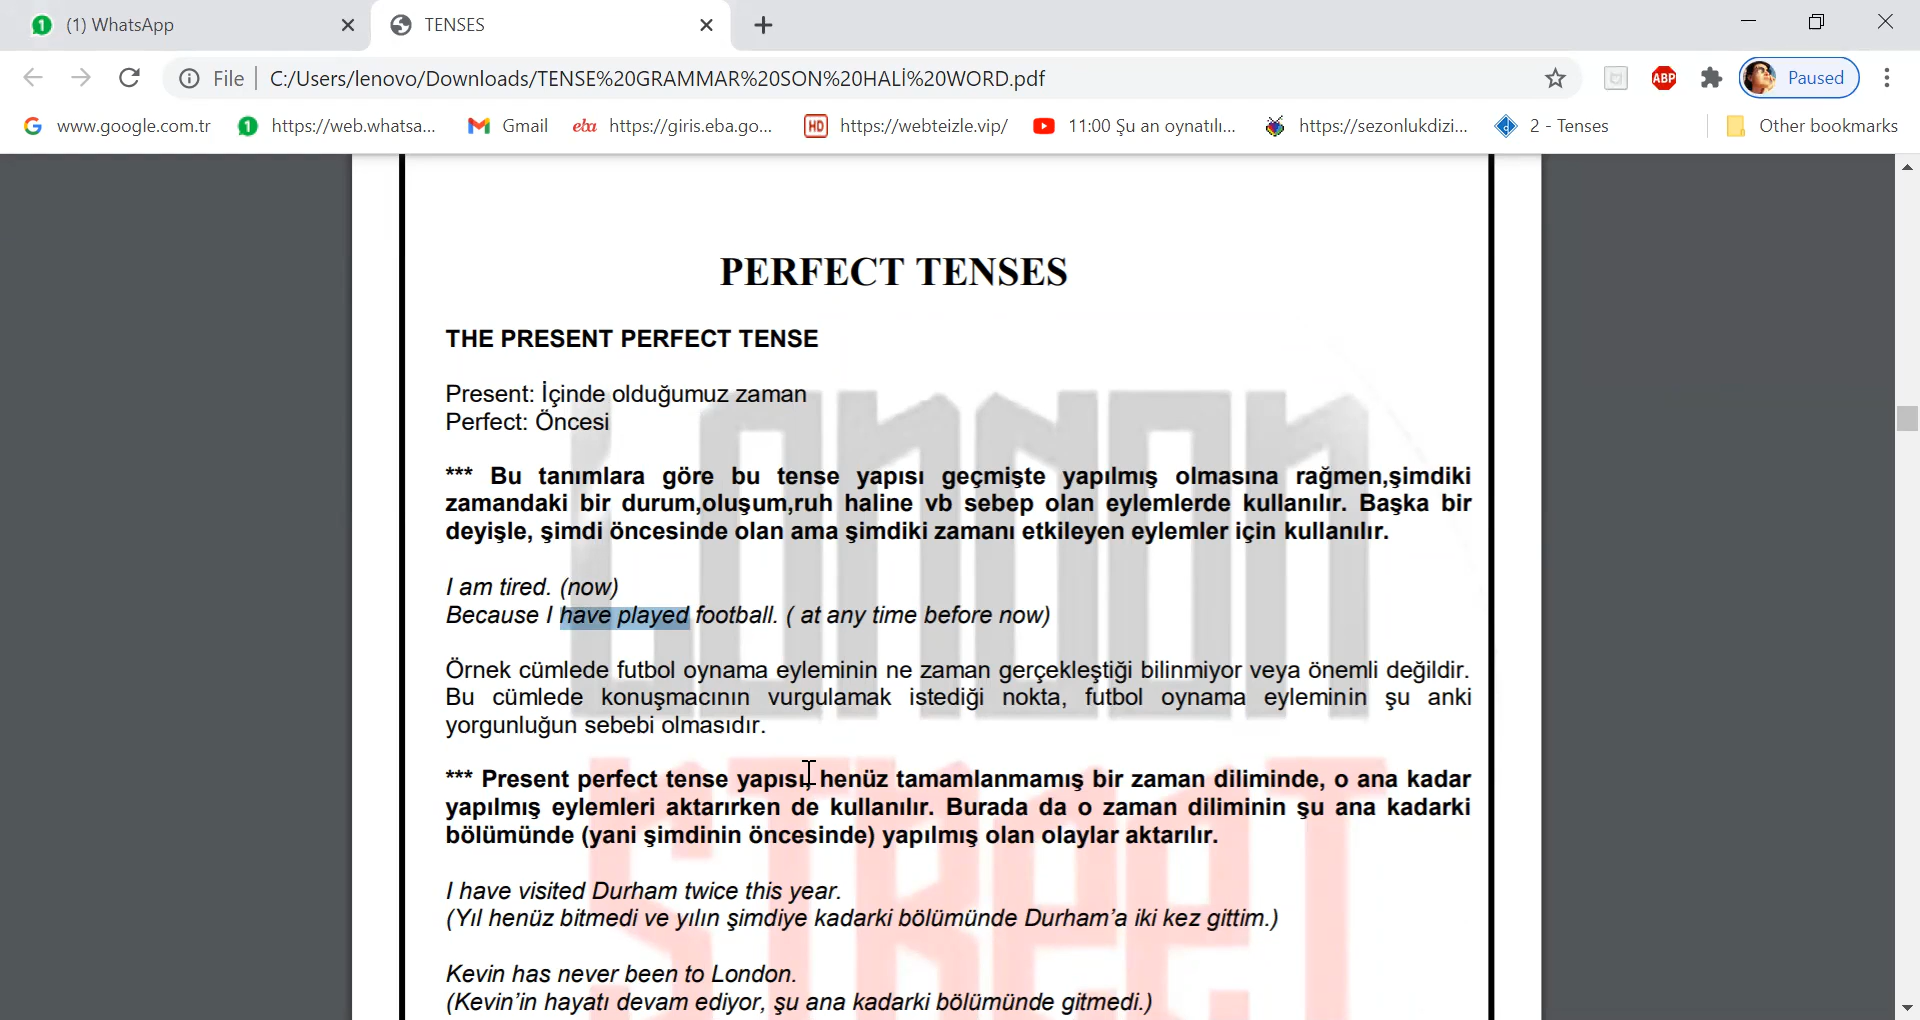 (1) WhatsApp
TENSES
File
C:/Users/lenovo/Downloads/TENSE%20GRAMMAR%20SON%20HALİ%20WORD.pdf
ABP
Paused
www.google.com.tr
1
https://web.whatsa...
Gmail
eba
https://giris.eba.go...
HD
https://webteizle.vip/
11:00 Şu an oynatılı...
https://sezonlukdizi...
2 - Tenses
Other bookmarks
PERFECT TENSES
THE PRESENT PERFECT TENSE
Present: İçinde olduğumuz zaman
Perfect: Öncesi
*** Bu tanımlara göre bu tense yapısı geçmişte yapılmış olmasına rağmen,şimdiki
zamandaki bir durum,oluşum,ruh haline vb sebep olan eylemlerde kullanılır. Başka bir
deyişle, şimdi öncesinde olan ama şimdiki zamanı etkileyen eylemler için kullanılır.
I am tired. (now)
Because I have played football. ( at any time before now)
Örnek cümlede futbol oynama eyleminin ne zaman gerçekleştiği bilinmiyor veya önemli değildir.
Bu cümlede konuşmacının vurgulamak istediği nokta, futbol oynama eyleminin şu anki
yorgunluğun sebebi olmasıdır.
*** Present perfect tense yapısı, henüz tamamlanmamış bir zaman diliminde, o ana kadar
yapılmış eylemleri aktarırken de kullanılır. Burada da o zaman diliminin şu ana kadarki
bölümünde (yani şimdinin öncesinde) yapılmış olan olaylar aktarılır.
I have visited Durham twice this year.
(Yıl henüz bitmedi ve yılın şimdiye kadarki bölümünde Durham'a iki kez gittim.)
Kevin has never been to London.
(Kevin'in hayatı devam ediyor, şu ana kadarki bölümünde gitmedi.)
LONDON
STREET